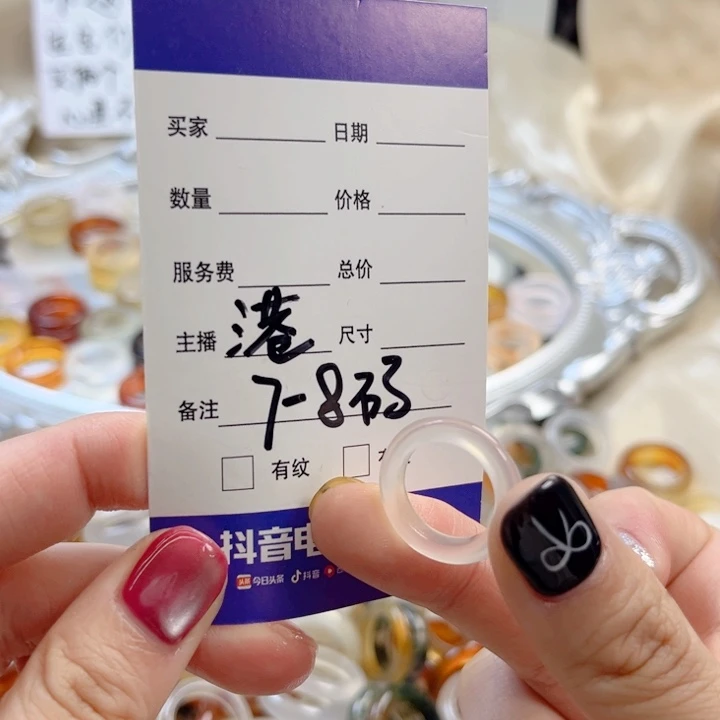 买家 日期
数量 价格
服务费 总价
主播 港 尺寸
备注 7-8码
有纹
抖音电
今日头条 抖音